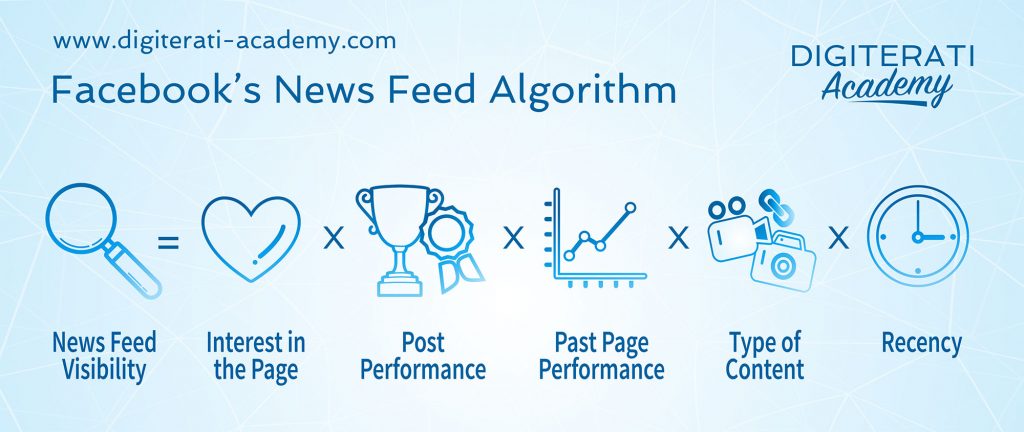 www.digiterati-academy.com
Facebook's News Feed Algorithm
DIGITERATI
Academy
=
x
x
x
x
News Feed
Visibility
Interest in
the Page
Post
Performance
Past Page
Performance
Type of
Content
Recency